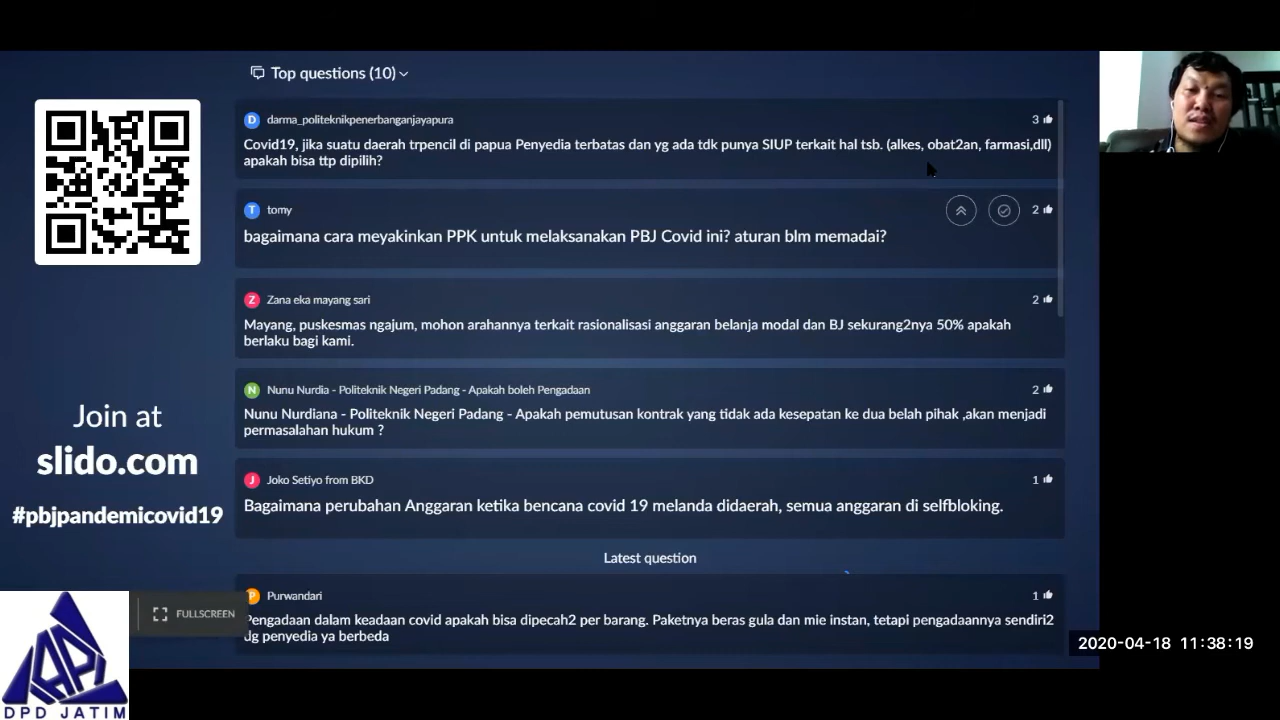 Top questions (10)
D darma_politeknikpenerbanganjayapura 3
Covid19, jika suatu daerah trpencil di papua Penyedia terbatas dan yg ada tdk punya SIUP terkait hal tsb. (alkes, obat2an, farmasi,dll)
apakah bisa ttp dipilih?
T tomy 2
bagaimana cara meyakinkan PPK untuk melaksanakan PBJ Covid ini? aturan blm memadai?
Z Zana eka mayang sari 2
Mayang, puskesmas ngajum, mohon arahannya terkait rasionalisasi anggaran belanja modal dan BJ sekurang2nya 50% apakah
berlaku bagi kami.
N Nunu Nurdia - Politeknik Negeri Padang - Apakah boleh Pengadaan 2
Nunu Nurdiana - Politeknik Negeri Padang - Apakah pemutusan kontrak yang tidak ada kesepatan ke dua belah pihak ,akan menjadi
permasalahan hukum ?
J Joko Setiyo from BKD 1
Bagaimana perubahan Anggaran ketika bencana covid 19 melanda didaerah, semua anggaran di selfbloking.
Latest question
P Purwandari 1
Pengadaan dalam keadaan covid apakah bisa dipecah2 per barang. Paketnya beras gula dan mie instan, tetapi pengadaannya sendiri2
dg penyedia ya berbeda
Join at
slido.com
#pbjpandemicovid19
FULLSCREEN
DPD JATIM
2020-04-18 11:38:19